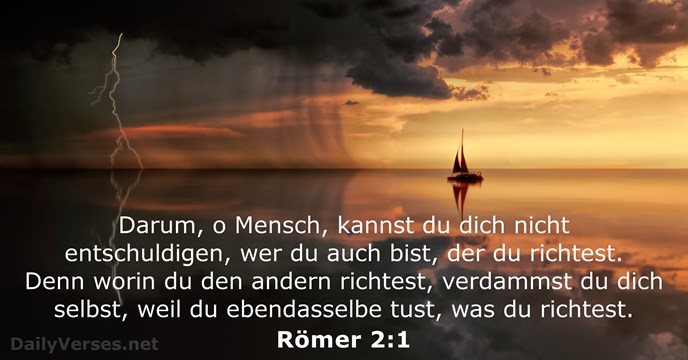 Darum, o Mensch, kannst du dich nicht
entschuldigen, wer du auch bist, der du richtest.
Denn worin du den andern richtest, verdammst du dich
selbst, weil du ebendasselbe tust, was du richtest.
Römer 2:1
DailyVerses.net